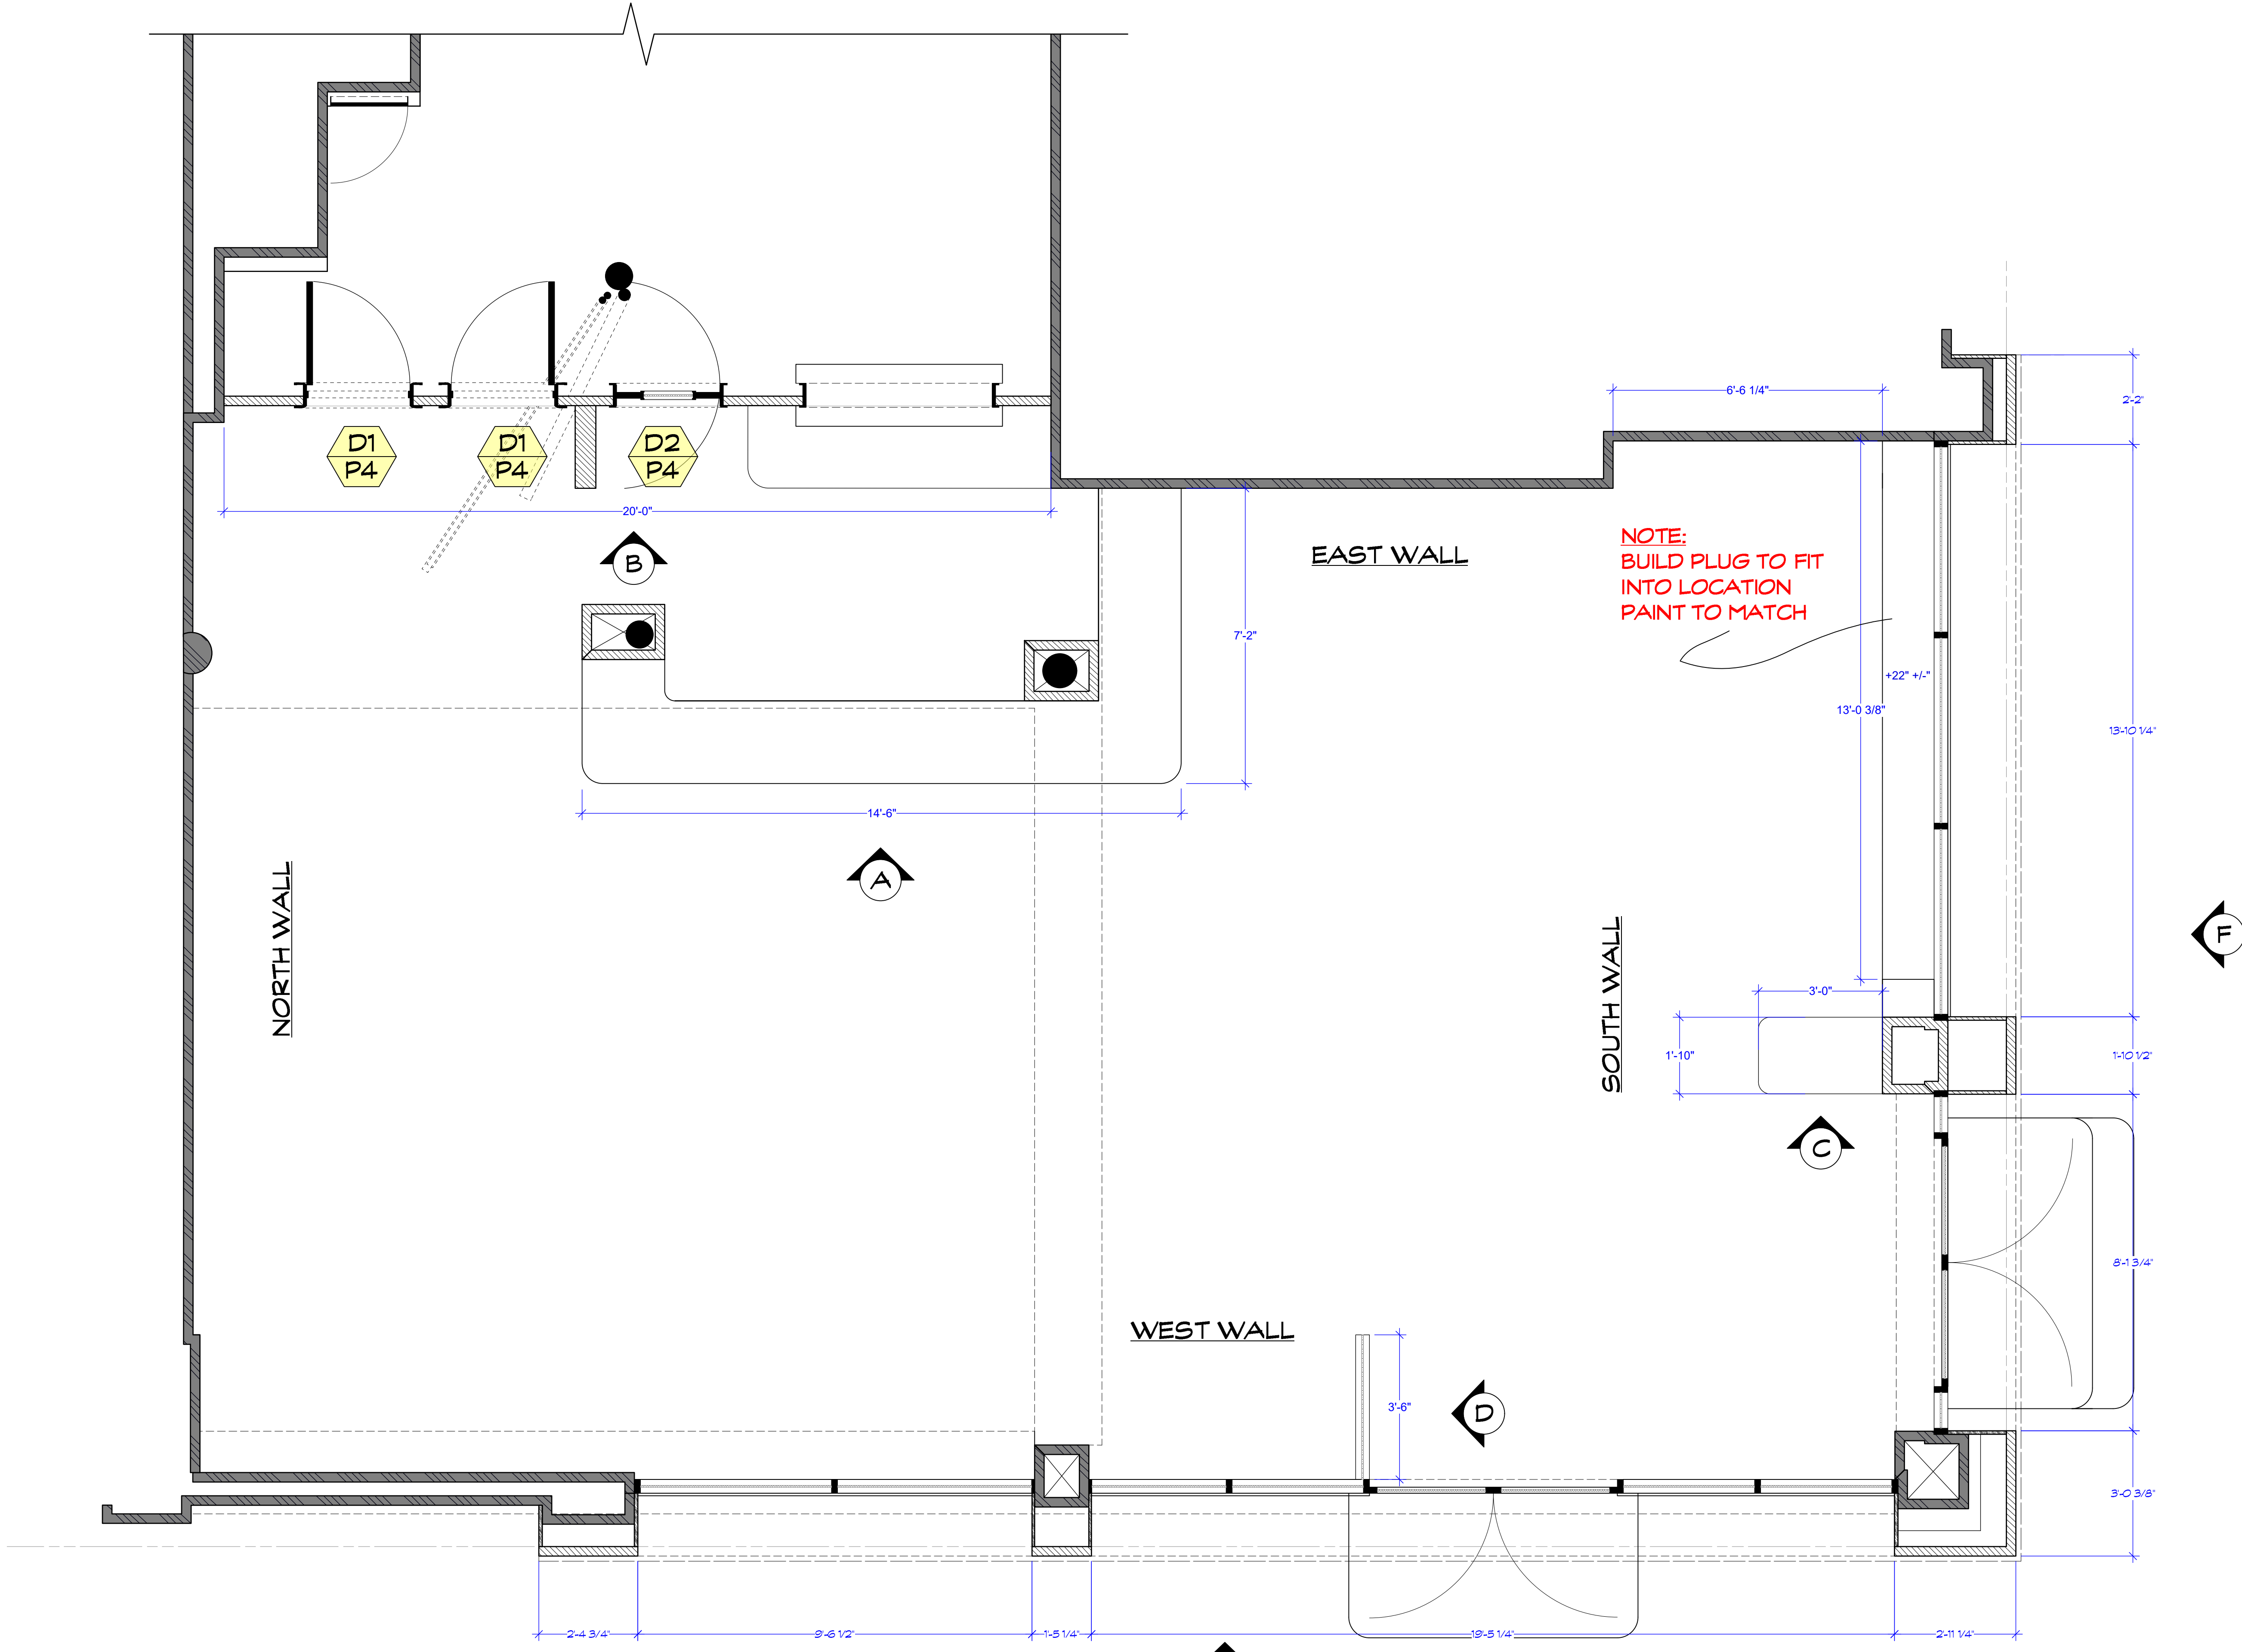 6'-6 1/4"
2'-2"
D1
P4
D1
P4
D2
P4
20'-0"
B
EAST WALL
NOTE:
BUILD PLUG TO FIT
INTO LOCATION
PAINT TO MATCH
7'-2"
+22" +/-"
13'-0 3/8"
13'-10 1/4"
14'-6"
A
NORTH WALL
SOUTH WALL
F
3'-0"
1'-10"
1'-10 1/2"
C
8'-1 3/4"
WEST WALL
3'-6"
D
3'-0 3/8"
2'-4 3/4"
9'-6 1/2"
1'-5 1/4"
19'-5 1/4"
2'-11 1/4"